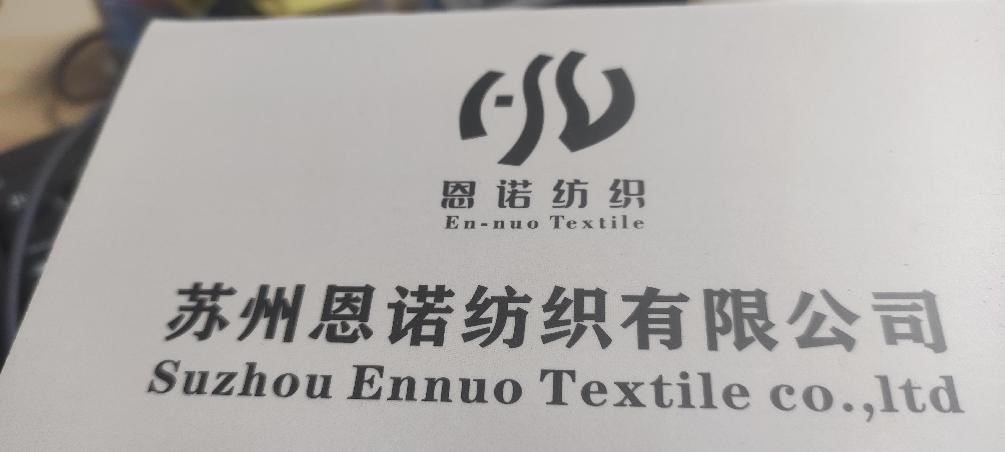 恩诺纺织
En-nuo Textile
苏州恩诺纺织有限公司
Suzhou Ennuo Textile co.,ltd